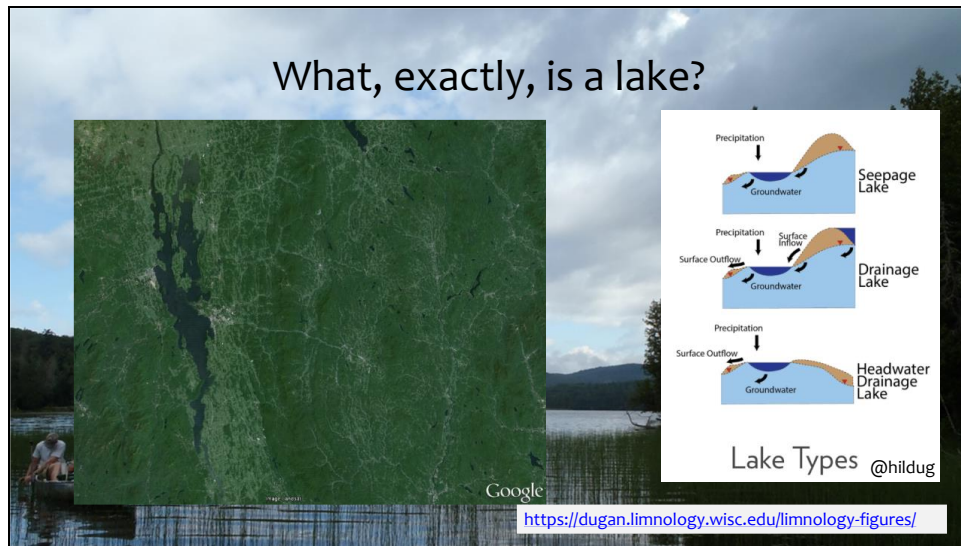 What, exactly, is a lake?
Google
Precipitation
Groundwater
Seepage
Lake
Precipitation
Surface
Inflow
Surface Outflow
Groundwater
Drainage
Lake
Precipitation
Surface Outflow
Groundwater
Headwater
Drainage
Lake
Lake Types
@hildug
https://dugan.limnology.wisc.edu/limnology-figures/